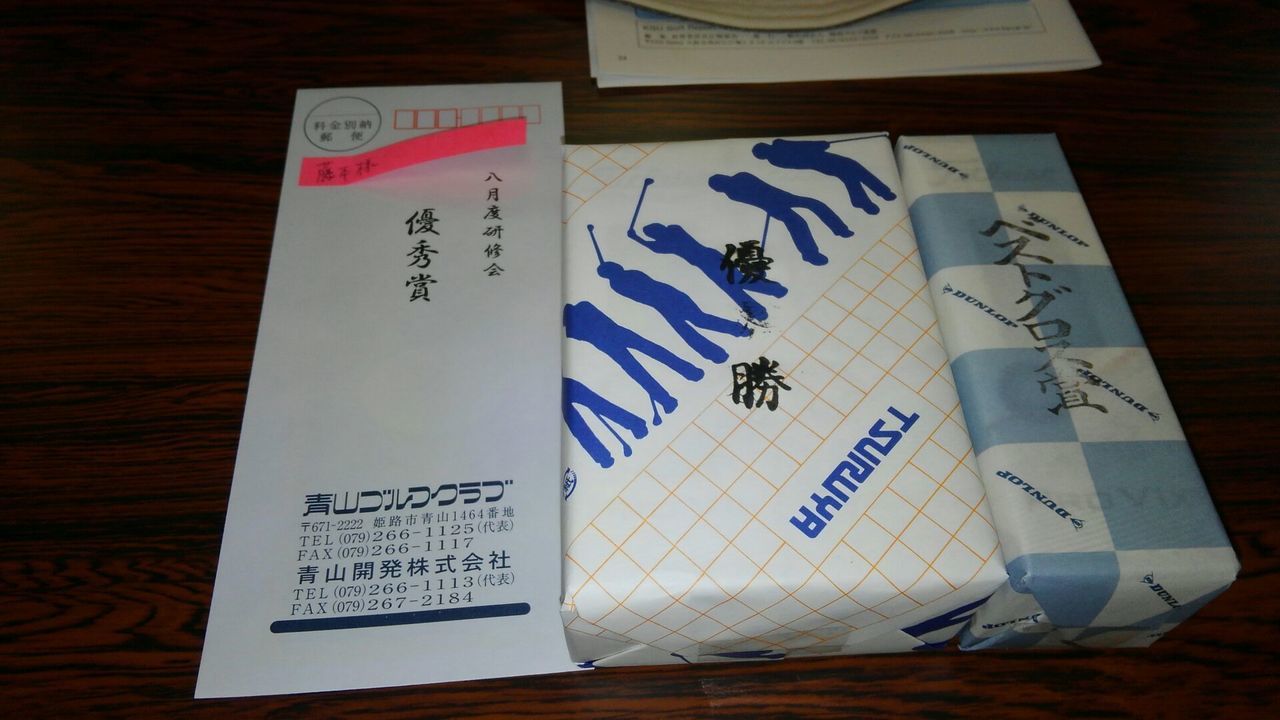 料金別納
郵便
藤本様
八月度研修会
優秀賞
青山ゴルフクラブ
〒671-2222 姫路市青山1464番地
TEL(079)266-1125(代表)
FAX(079)266-1117
青山開発株式会社
TEL(079)266-1113(代表)
FAX(079)267-2184
優勝
TSURUYA
ベストグロス賞
DUNLOP
DUNLOP
DUNLOP
DUNLOP
DUNLOP
DUNLOP
DUNLOP